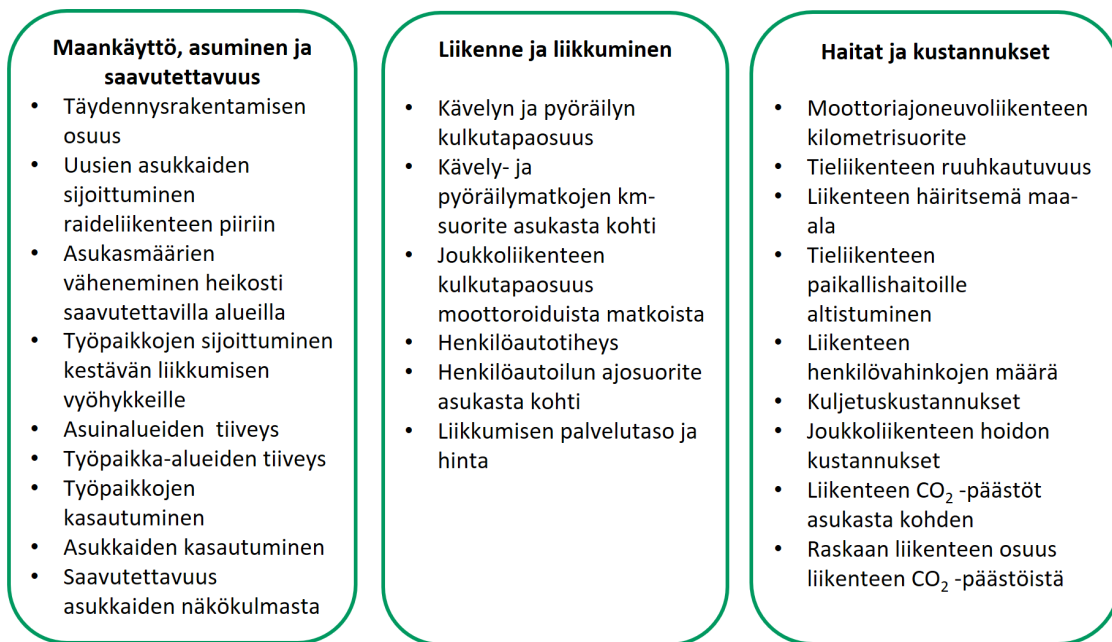 Maankäyttö, asuminen ja
saavutettavuus
• Täydennysrakentamisen
osuus
• Uusien asukkaiden
sijoittuminen
raideliikenteen piiriin
• Asukasmäärien
väheneminen heikosti
saavutettavilla alueilla
• Työpaikkojen sijoittuminen
kestävän liikkumisen
vyöhykkeille
• Asuinalueiden  tiiveys
• Työpaikka-alueiden tiiveys
• Työpaikkojen
kasautuminen
• Asukkaiden kasautuminen
• Saavutettavuus
asukkaiden näkökulmasta
Liikenne ja liikkuminen
• Kävelyn ja pyöräilyn
kulkutapaosuus
• Kävely- ja
pyöräilymatkojen km-
suorite asukasta kohti
• Joukkoliikenteen
kulkutapaosuus
moottoroiduista matkoista
• Henkilöautotiheys
• Henkilöautoilun ajosuorite
asukasta kohti
• Liikkumisen palvelutaso ja
hinta
Haitat ja kustannukset
• Moottoriajoneuvoliikenteen
kilometrisuorite
• Tieliikenteen ruuhkautuvuus
• Liikenteen häiritsemä maa-
ala
• Tieliikenteen
paikallishaitoille
altistuminen
• Liikenteen
henkilövahinkojen määrä
• Kuljetuskustannukset
• Joukkoliikenteen hoidon
kustannukset
• Liikenteen CO₂ -päästöt
asukasta kohden
• Raskaan liikenteen osuus
liikenteen CO₂ -päästöistä